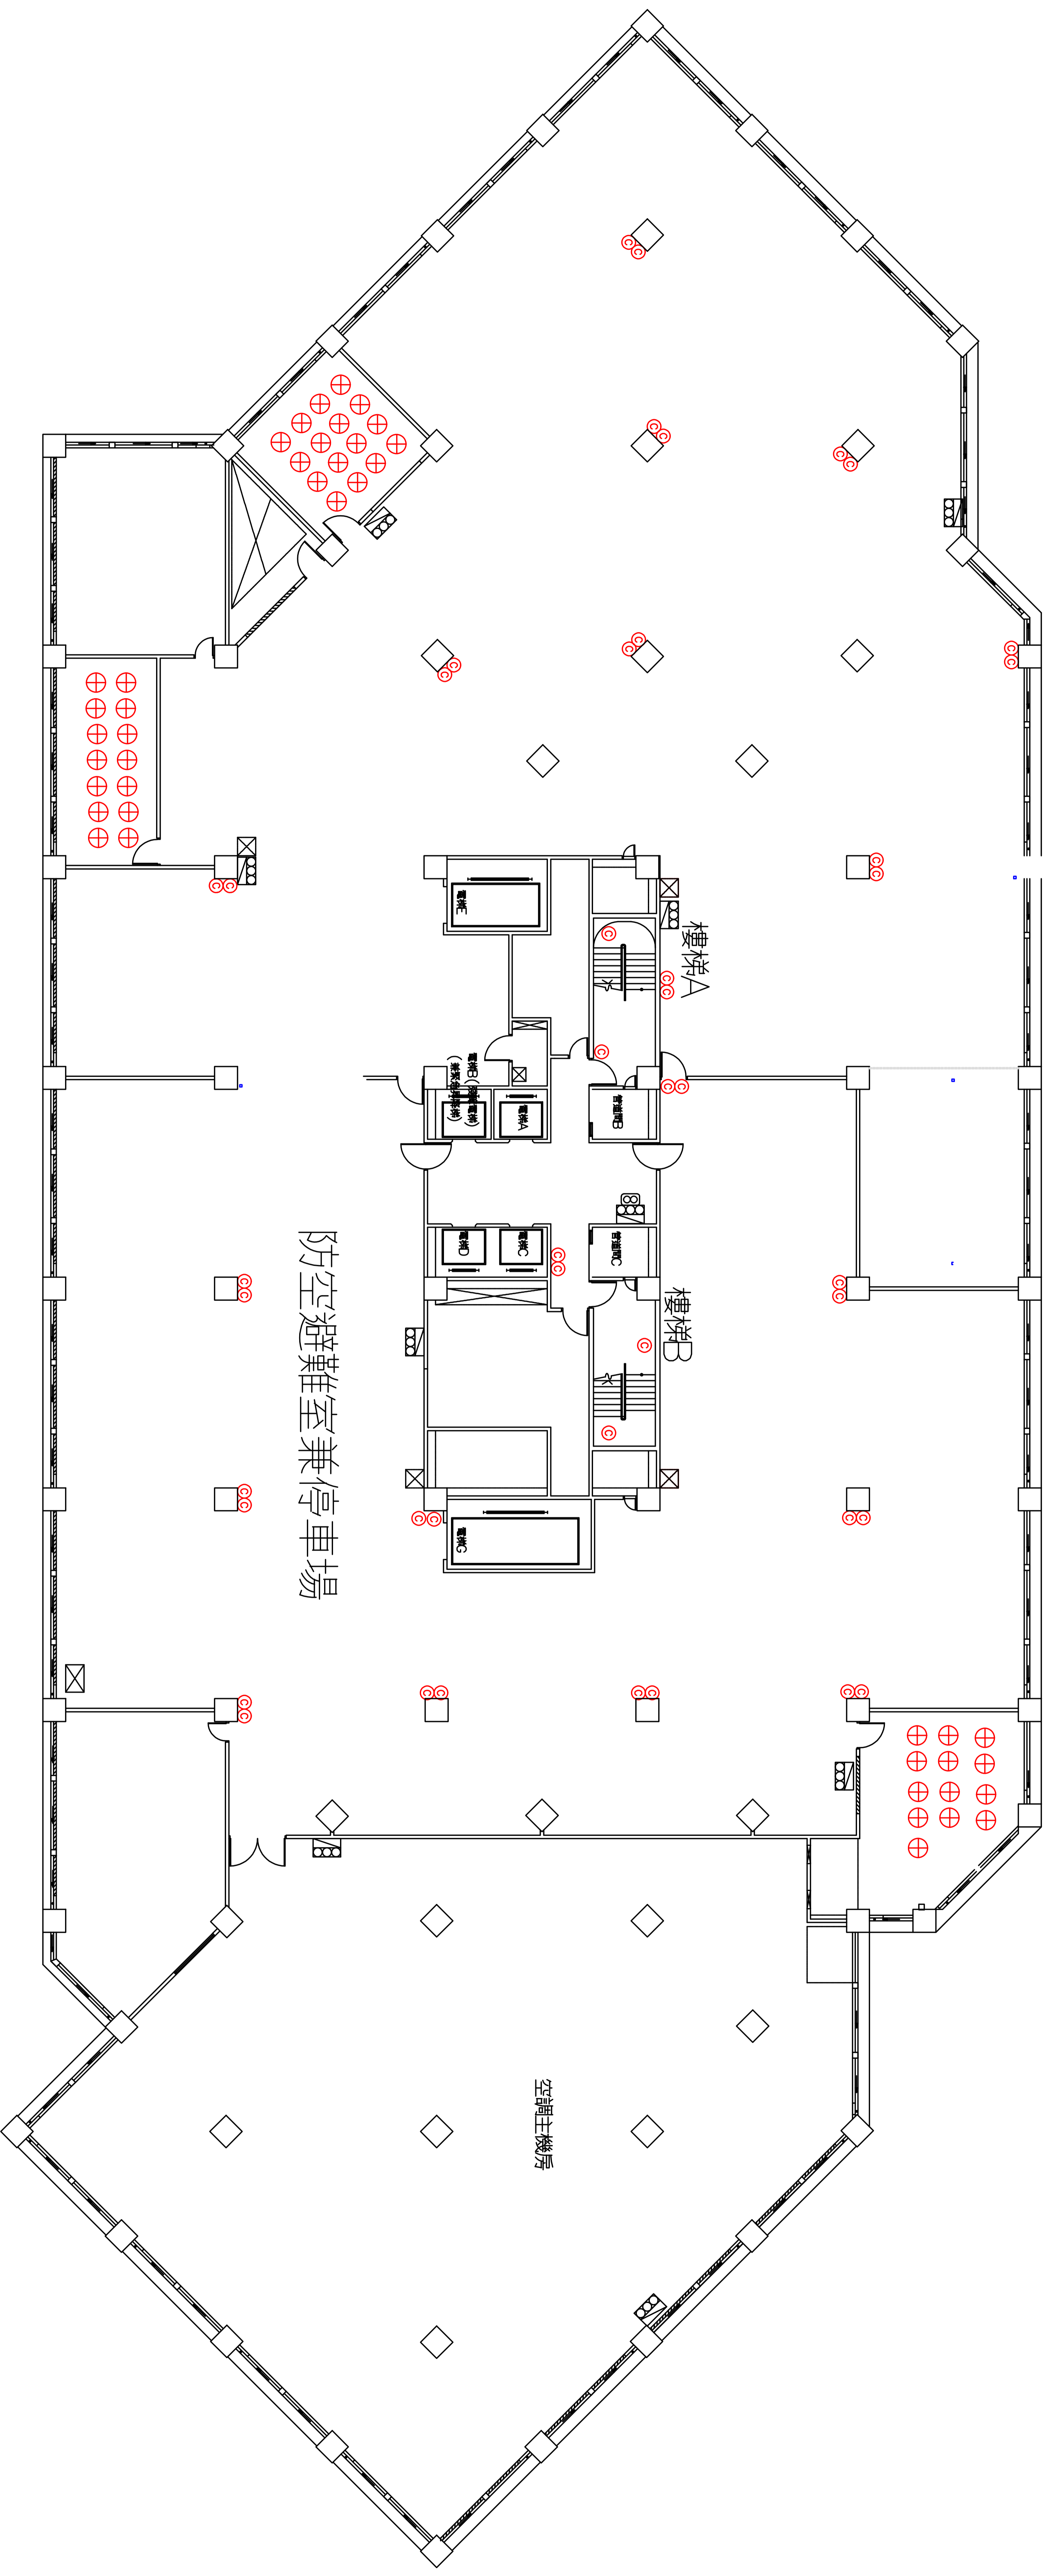 樓梯A
電梯E
電梯B(
電梯)
電梯A
管道間B
電梯D
電梯C
管道間C
樓梯B
防空避難室兼停車場
電梯G
空調主機房